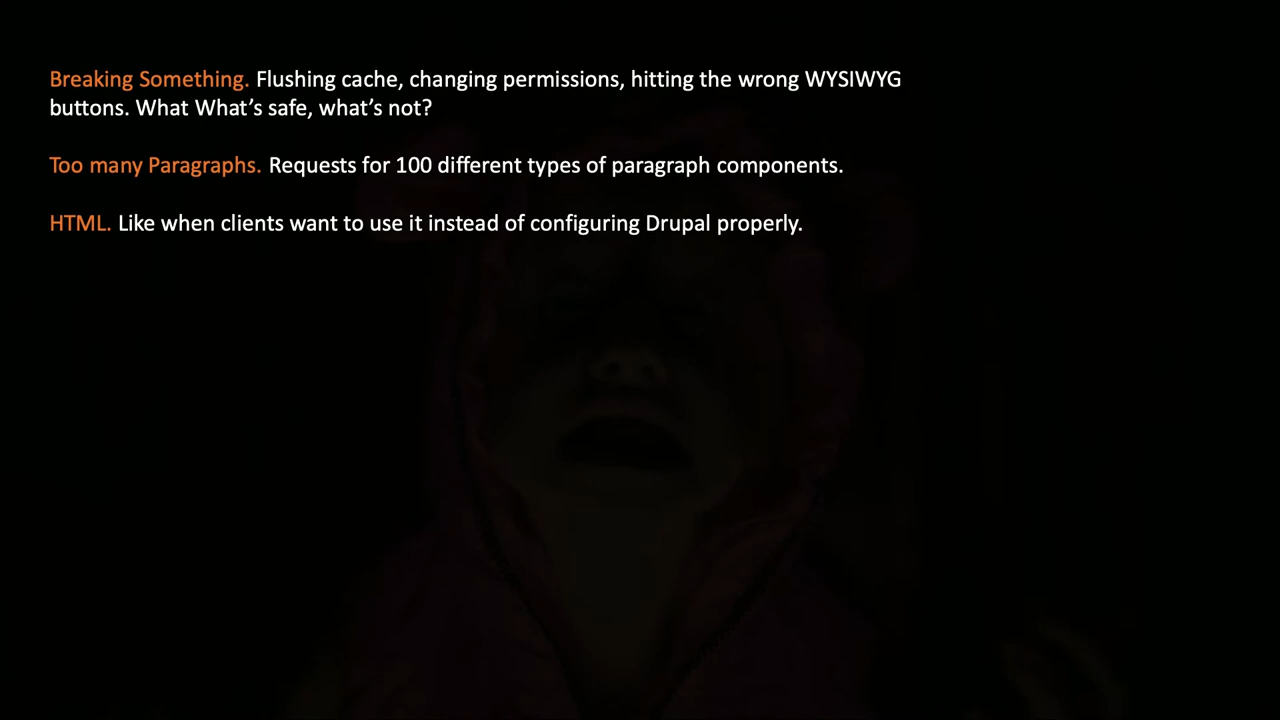 Breaking Something. Flushing cache, changing permissions, hitting the wrong WYSIWYG
buttons. What What’s safe, what’s not?
Too many Paragraphs. Requests for 100 different types of paragraph components.
HTML. Like when clients want to use it instead of configuring Drupal properly.